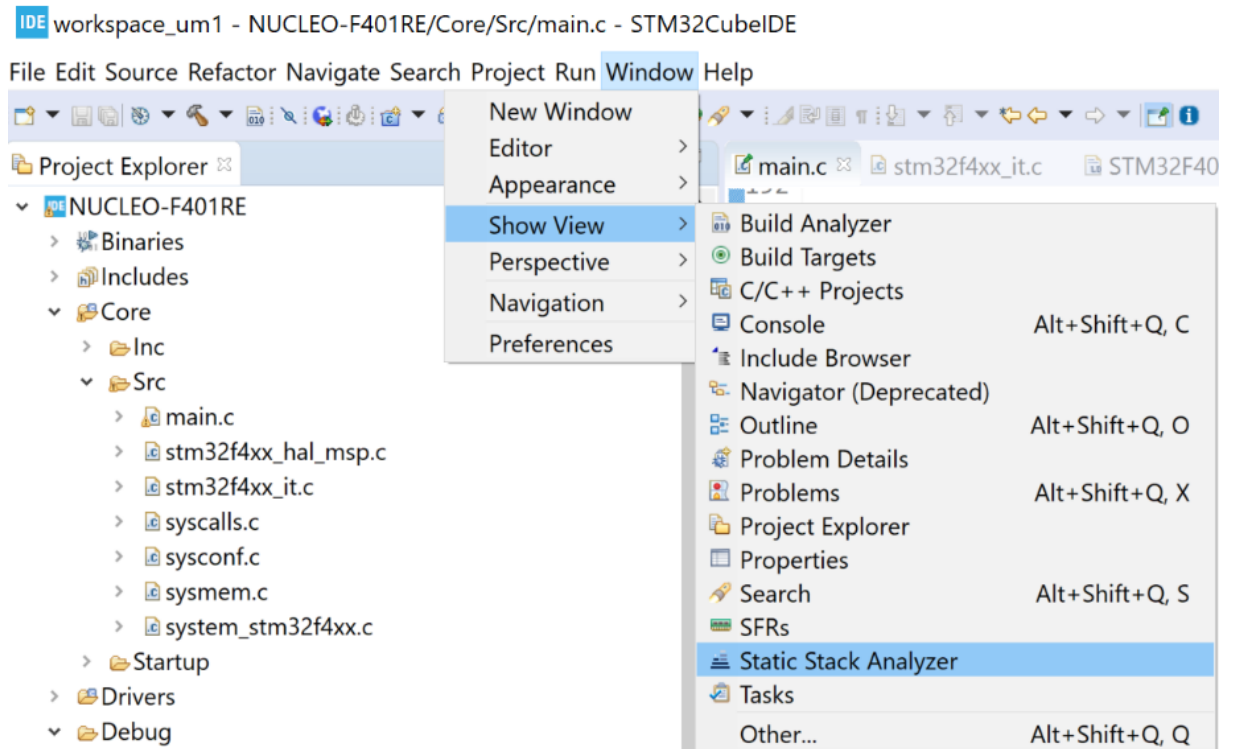 IDE workspace_um1 - NUCLEO-F401RE/Core/Src/main.c - STM32CubeIDE
File Edit Source Refactor Navigate Search Project Run Window Help
Project Explorer
NUCLEO-F401RE
Binaries
Includes
Core
Inc
Src
main.c
stm32f4xx_hal_msp.c
stm32f4xx_it.c
syscalls.c
sysconf.c
sysmem.c
system_stm32f4xx.c
Startup
Drivers
Debug
New Window
Editor
Appearance
Show View
Perspective
Navigation
Preferences
main.c stm32f4xx_it.c STM32F40
Build Analyzer
Build Targets
C/C++ Projects
Console Alt+Shift+Q, C
Include Browser
Navigator (Deprecated)
Outline Alt+Shift+Q, O
Problem Details
Problems Alt+Shift+Q, X
Project Explorer
Properties
Search Alt+Shift+Q, S
SFRs
Static Stack Analyzer
Tasks
Other... Alt+Shift+Q, Q